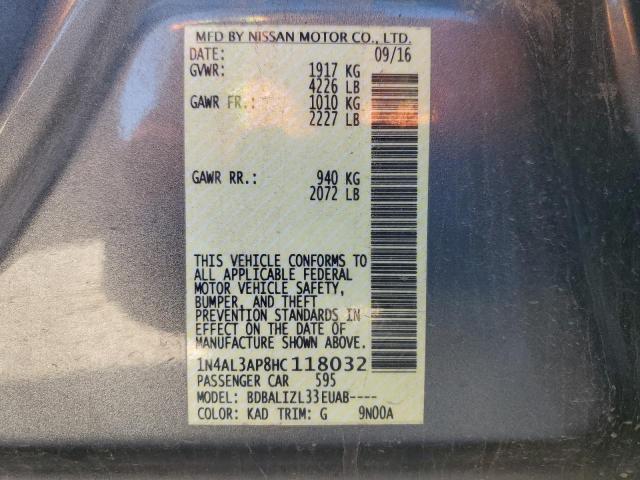 MFD BY NISSAN MOTOR CO., LTD.
DATE: 09/16
GVWR: 1917 KG
4226 LB
GAWR FR.: 1010 KG
2227 LB
GAWR RR.: 940 KG
2072 LB
THIS VEHICLE CONFORMS TO
ALL APPLICABLE FEDERAL
MOTOR VEHICLE SAFETY,
BUMPER, AND THEFT
PREVENTION STANDARDS IN
EFFECT ON THE DATE OF
MANUFACTURE SHOWN ABOVE.
1N4AL3AP8HC118032
PASSENGER CAR 595
MODEL: BDBALIZL33EUAB----
COLOR: KAD TRIM: G 9N00A